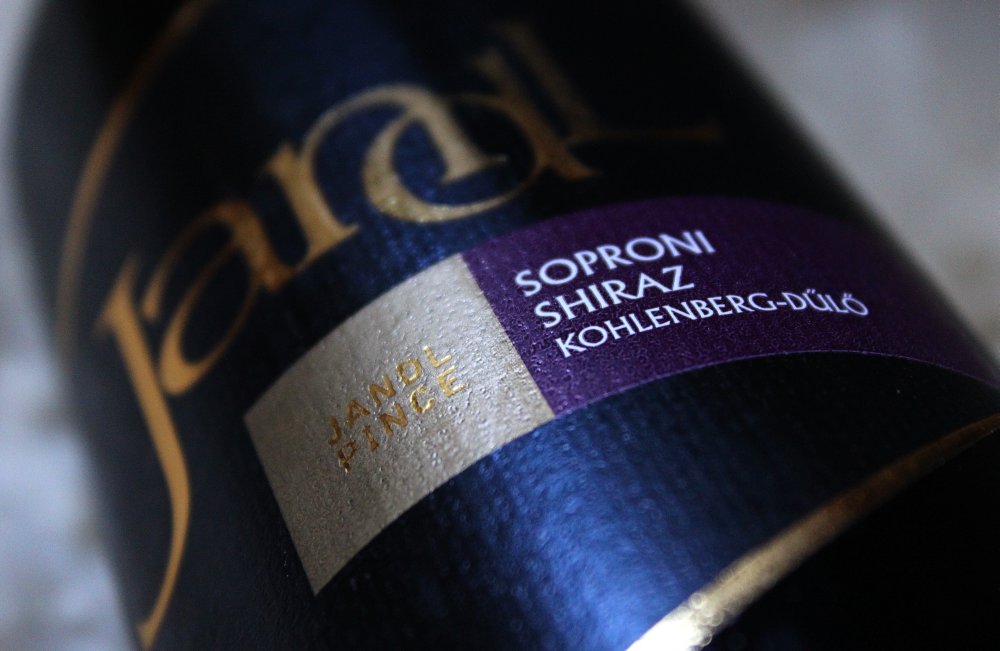 Jandl
JANDL
PINCE
SOPRONI
SHIRAZ
KOHLENBERG-DŰLŐ